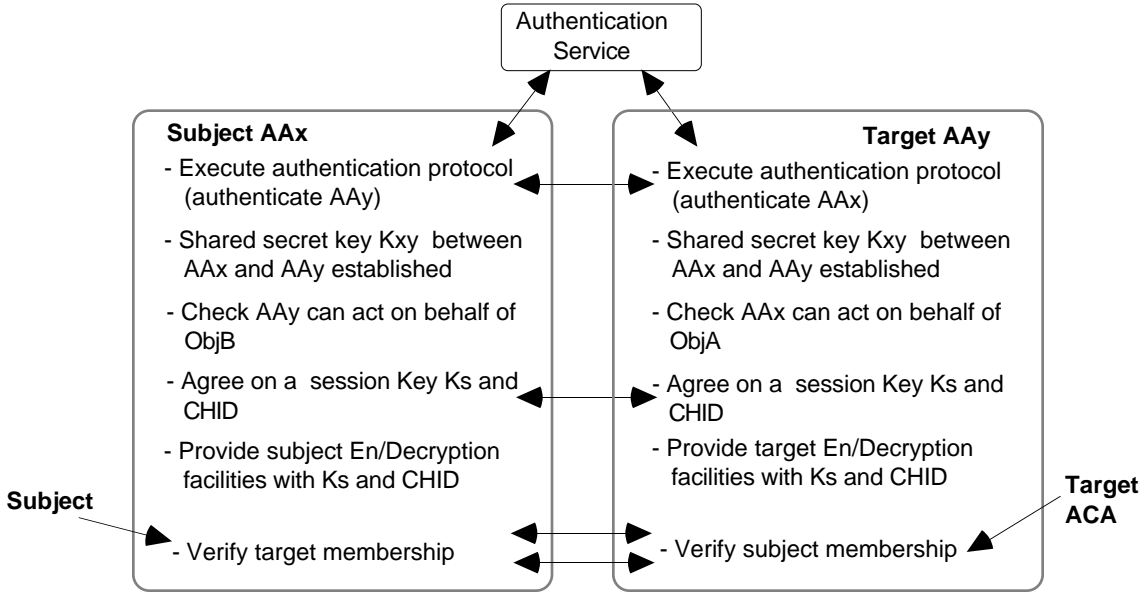 Authentication
Service
Subject AAx
- Execute authentication protocol
(authenticate AAy)
- Shared secret key Kxy between
AAx and AAy established
- Check AAy can act on behalf of
ObjB
- Agree on a session Key Ks and
CHID
- Provide subject En/Decryption
facilities with Ks and CHID
- Verify target membership
Target AAy
- Execute authentication protocol
(authenticate AAx)
- Shared secret key Kxy between
AAx and AAy established
- Check AAx can act on behalf of
ObjA
- Agree on a session Key Ks and
CHID
- Provide target En/Decryption
facilities with Ks and CHID
- Verify subject membership
Subject
Target
ACA